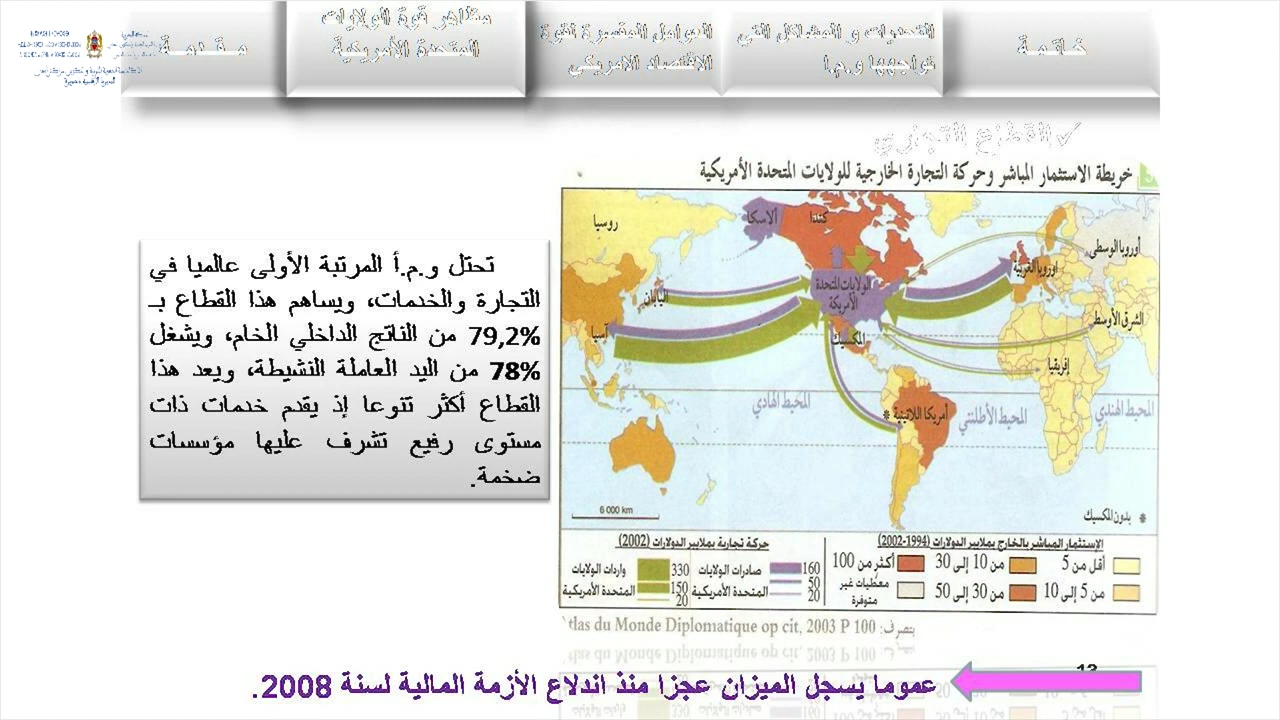 مـقـدمـة
مظاهر قوة الولايات
المتحدة الأمريكية
العوامل المفسرة لقوة
الاقتصاد الامريكي
التحديات و المشاكل التي
تواجهها و.م.ا
خـاتـمـة
✓القطاع التجاري
خريطة الاستثمار المباشر وحركة التجارة الخارجية للولايات المتحدة الأمريكية
تحتل و.م.أ المرتبة الأولى عالميا في
التجارة والخدمات، ويساهم هذا القطاع بـ
79,2% من الناتج الداخلي الخام، ويشغل
78% من اليد العاملة النشيطة، ويعد هذا
القطاع أكثر تنوعا إذ يقدم خدمات ذات
مستوى رفيع تشرف عليها مؤسسات
ضخمة.
روسيا
ألاسكا
كندا
أوروبا الوسطى
أوروبا الغربية
اليابان
الولايات المتحدة
الأمريكية
آسيا
المكسيك
الشرق الأوسط
إفريقيا
المحيط الهادي
أمريكا اللاتينية *
المحيط الأطلنتي
المحيط الهندي
6 000 km
* بدون المكسيك
الإستثمار المباشر بالخارج بملايير الدولارات (1994-2002)
أقل من 5
من 10 إلى 30
أكثر من 100
من 5 إلى 10
من 30 إلى 50
معطيات غير
متوفرة
حركة تجارية بملايير الدولارات (2002)
160
50
20
صادرات الولايات
المتحدة الأمريكية
330
150
20
واردات الولايات
المتحدة الأمريكية
بتصرف: tlas du Monde Diplomatique op cit, 2003 P 100
عموما يسجل الميزان عجزا منذ اندلاع الأزمة المالية لسنة 2008.